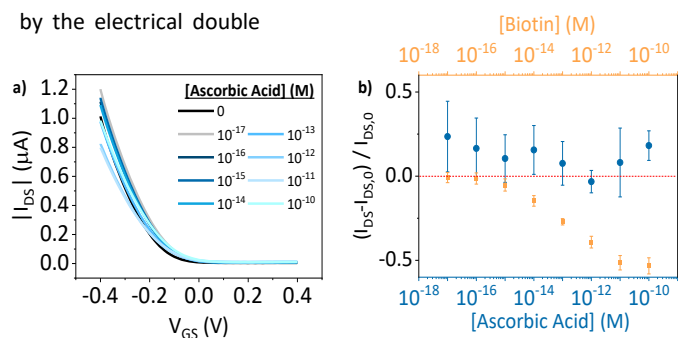 by the electrical double
a)
[Ascorbic Acid] (M)
0
10⁻¹⁷
10⁻¹⁶
10⁻¹⁵
10⁻¹⁴
10⁻¹³
10⁻¹²
10⁻¹¹
10⁻¹⁰
|I_DS| (μA)
1.2
1.0
0.8
0.6
0.4
0.2
0.0
-0.4 -0.2 0.0 0.2 0.4
V_GS (V)
[Biotin] (M)
10⁻¹⁸ 10⁻¹⁶ 10⁻¹⁴ 10⁻¹² 10⁻¹⁰
b)
(I_DS-I_DS,0) / I_DS,0
0.5
0.0
-0.5
10⁻¹⁸ 10⁻¹⁶ 10⁻¹⁴ 10⁻¹² 10⁻¹⁰
[Ascorbic Acid] (M)